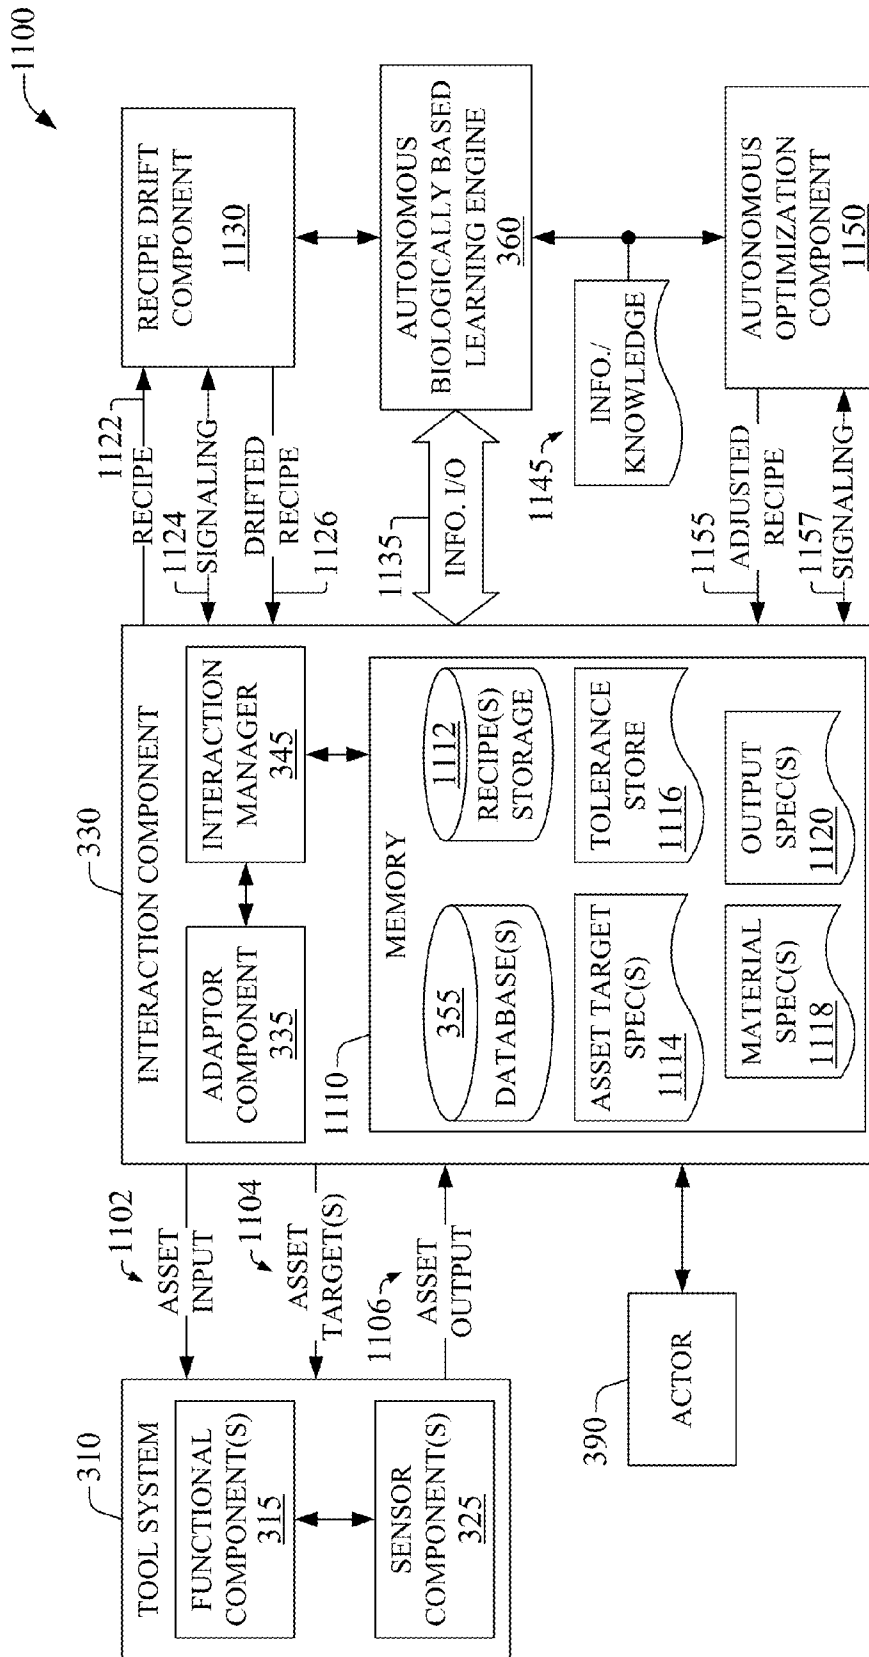 1100
310
TOOL SYSTEM
FUNCTIONAL
COMPONENT(S)
315
SENSOR
COMPONENT(S)
325
390
ACTOR
1102
ASSET
INPUT
1104
ASSET
TARGET(S)
1106
ASSET
OUTPUT
330
INTERACTION COMPONENT
ADAPTOR
COMPONENT
335
INTERACTION
MANAGER
345
1110
MEMORY
355
DATABASE(S)
1112
RECIPE(S)
STORAGE
ASSET TARGET
SPEC(S)
1114
TOLERANCE
STORE
1116
MATERIAL
SPEC(S)
1118
OUTPUT
SPEC(S)
1120
1122
RECIPE
1124
SIGNALING
DRIFTED
RECIPE
1126
1135
INFO. I/O
1145
INFO./
KNOWLEDGE
1155
ADJUSTED
RECIPE
1157
SIGNALING
RECIPE DRIFT
COMPONENT
1130
AUTONOMOUS
BIOLOGICALLY BASED
LEARNING ENGINE
360
AUTONOMOUS
OPTIMIZATION
COMPONENT
1150